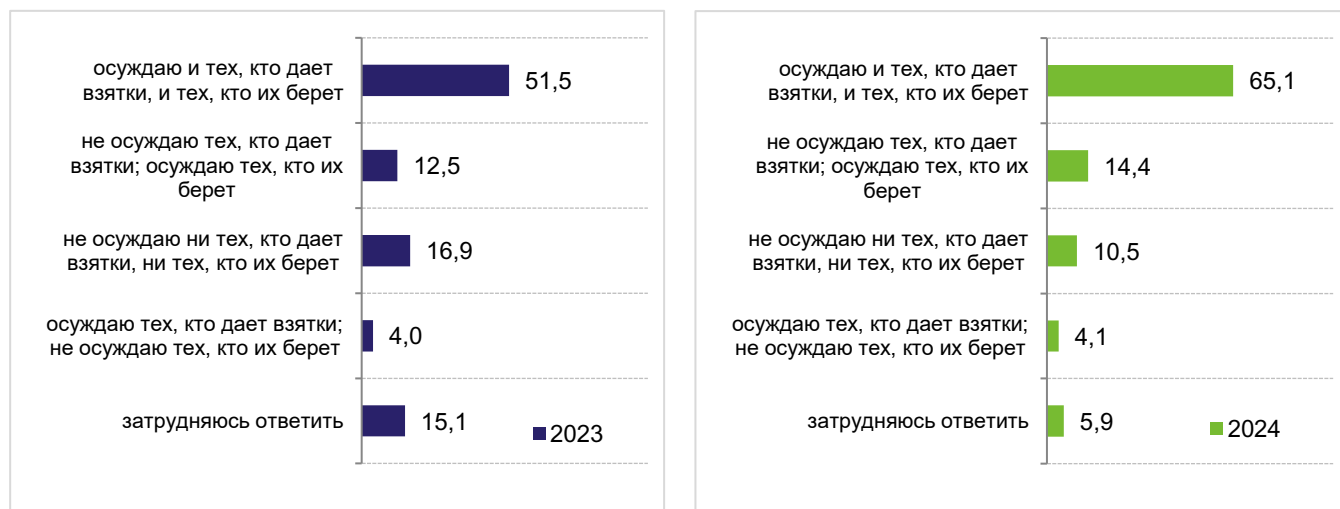 осуждаю и тех, кто дает
взятки, и тех, кто их берет
51,5
не осуждаю тех, кто дает
взятки; осуждаю тех, кто их
берет
12,5
не осуждаю ни тех, кто дает
взятки, ни тех, кто их берет
16,9
осуждаю тех, кто дает взятки;
не осуждаю тех, кто их берет
4,0
затрудняюсь ответить
15,1
2023
осуждаю и тех, кто дает
взятки, и тех, кто их берет
65,1
не осуждаю тех, кто дает
взятки; осуждаю тех, кто их
берет
14,4
не осуждаю ни тех, кто дает
взятки, ни тех, кто их берет
10,5
осуждаю тех, кто дает взятки;
не осуждаю тех, кто их берет
4,1
затрудняюсь ответить
5,9
2024